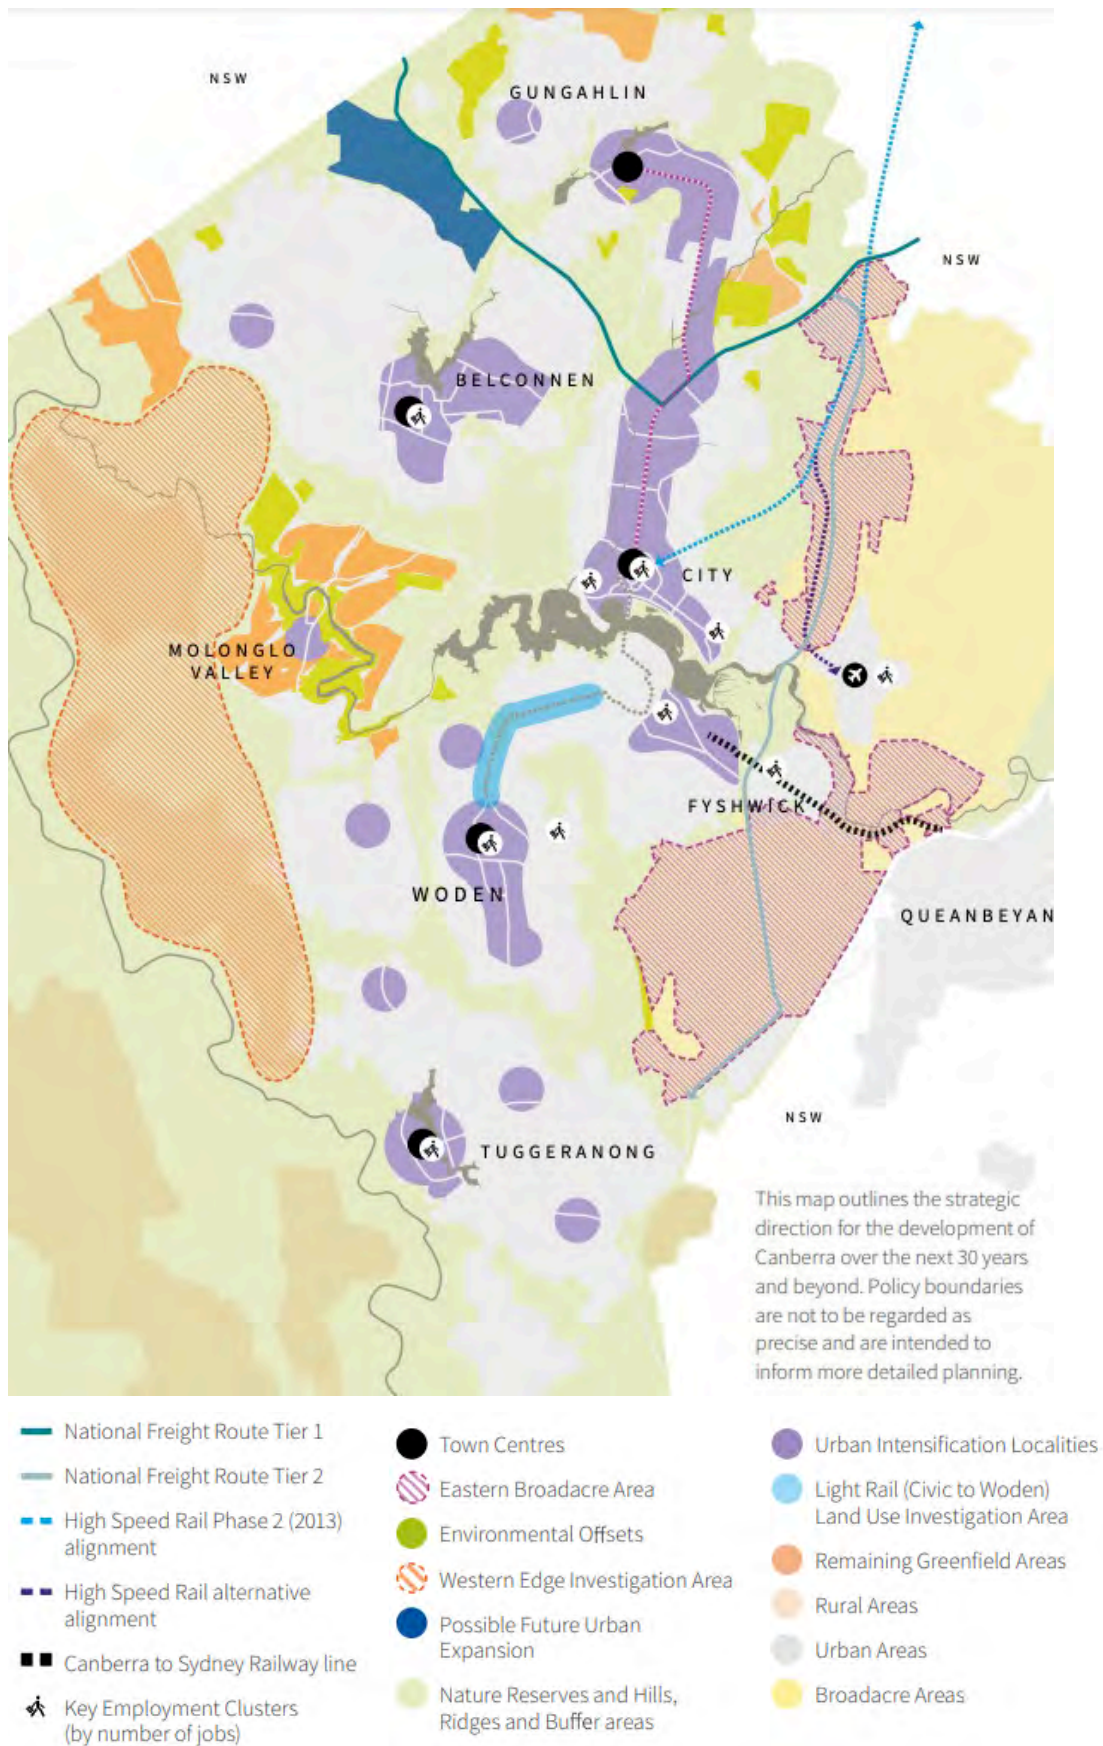 NSW
GUNGAHLIN
NSW
BELCONNEN
CITY
MOLONGLO
VALLEY
FYSHWICK
WODEN
QUEANBEYAN
NSW
TUGGERANONG
This map outlines the strategic
direction for the development of
Canberra over the next 30 years
and beyond. Policy boundaries
are not to be regarded as
precise and are intended to
inform more detailed planning.
National Freight Route Tier 1
National Freight Route Tier 2
High Speed Rail Phase 2 (2013)
alignment
High Speed Rail alternative
alignment
Canberra to Sydney Railway line
Key Employment Clusters
(by number of jobs)
Town Centres
Eastern Broadacre Area
Environmental Offsets
Western Edge Investigation Area
Possible Future Urban
Expansion
Nature Reserves and Hills,
Ridges and Buffer areas
Urban Intensification Localities
Light Rail (Civic to Woden)
Land Use Investigation Area
Remaining Greenfield Areas
Rural Areas
Urban Areas
Broadacre Areas